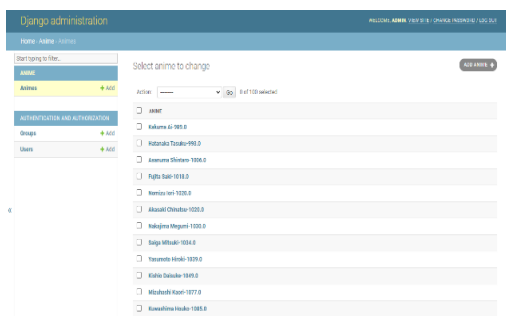 Django administration
WELCOME, ADMIN. VIEW SITE / CHANGE PASSWORD / LOG OUT
Home › Anime › Animes
Start typing to filter...
ANIME
Animes + Add
AUTHENTICATION AND AUTHORIZATION
Groups + Add
Users + Add
«
Select anime to change
ADD ANIME +
Action: -------- Go 0 of 100 selected
ANIME
Kakuma Ai-985.0
Hatanaka Tasuku-993.0
Asanuma Shintaro-1006.0
Fujita Saki-1018.0
Nomizu Iori-1020.0
Akasaki Chinatsu-1020.0
Nakajima Megumi-1030.0
Saiga Mitsuki-1034.0
Yasumoto Hiroki-1039.0
Kishio Daisuke-1049.0
Mizuhashi Kaori-1077.0
Kuwashima Houko-1085.0